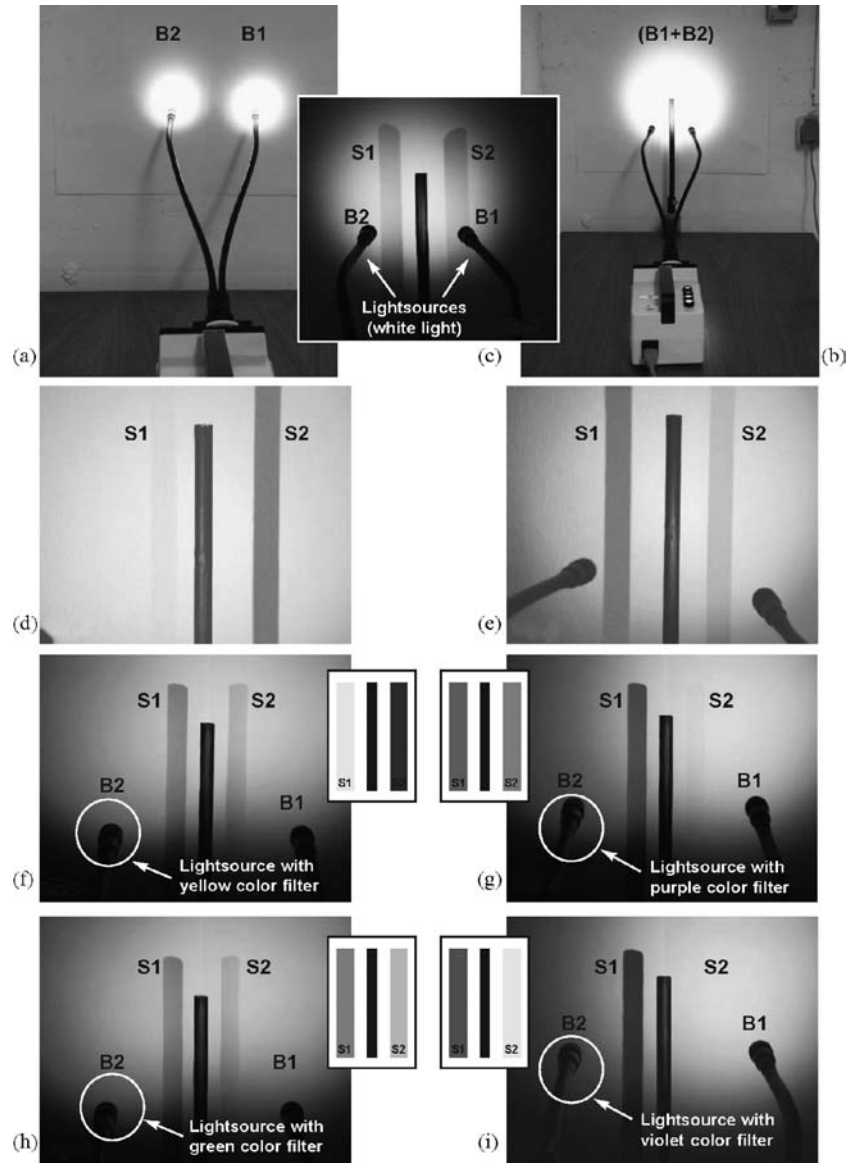 B2 B1
(B1+B2)
S1 S2
B2 B1
Lightsources
(white light)
(a) (c) (b)
S1 S2
S1 S2
(d) (e)
S1 S2
B2 B1
Lightsource with
yellow color filter
(f)
S1 S2
S1 S2
S1 S2
B2 B1
Lightsource with
purple color filter
(g)
S1 S2
B2 B1
Lightsource with
green color filter
(h)
S1 S2
S1 S2
S1 S2
B2 B1
Lightsource with
violet color filter
(i)